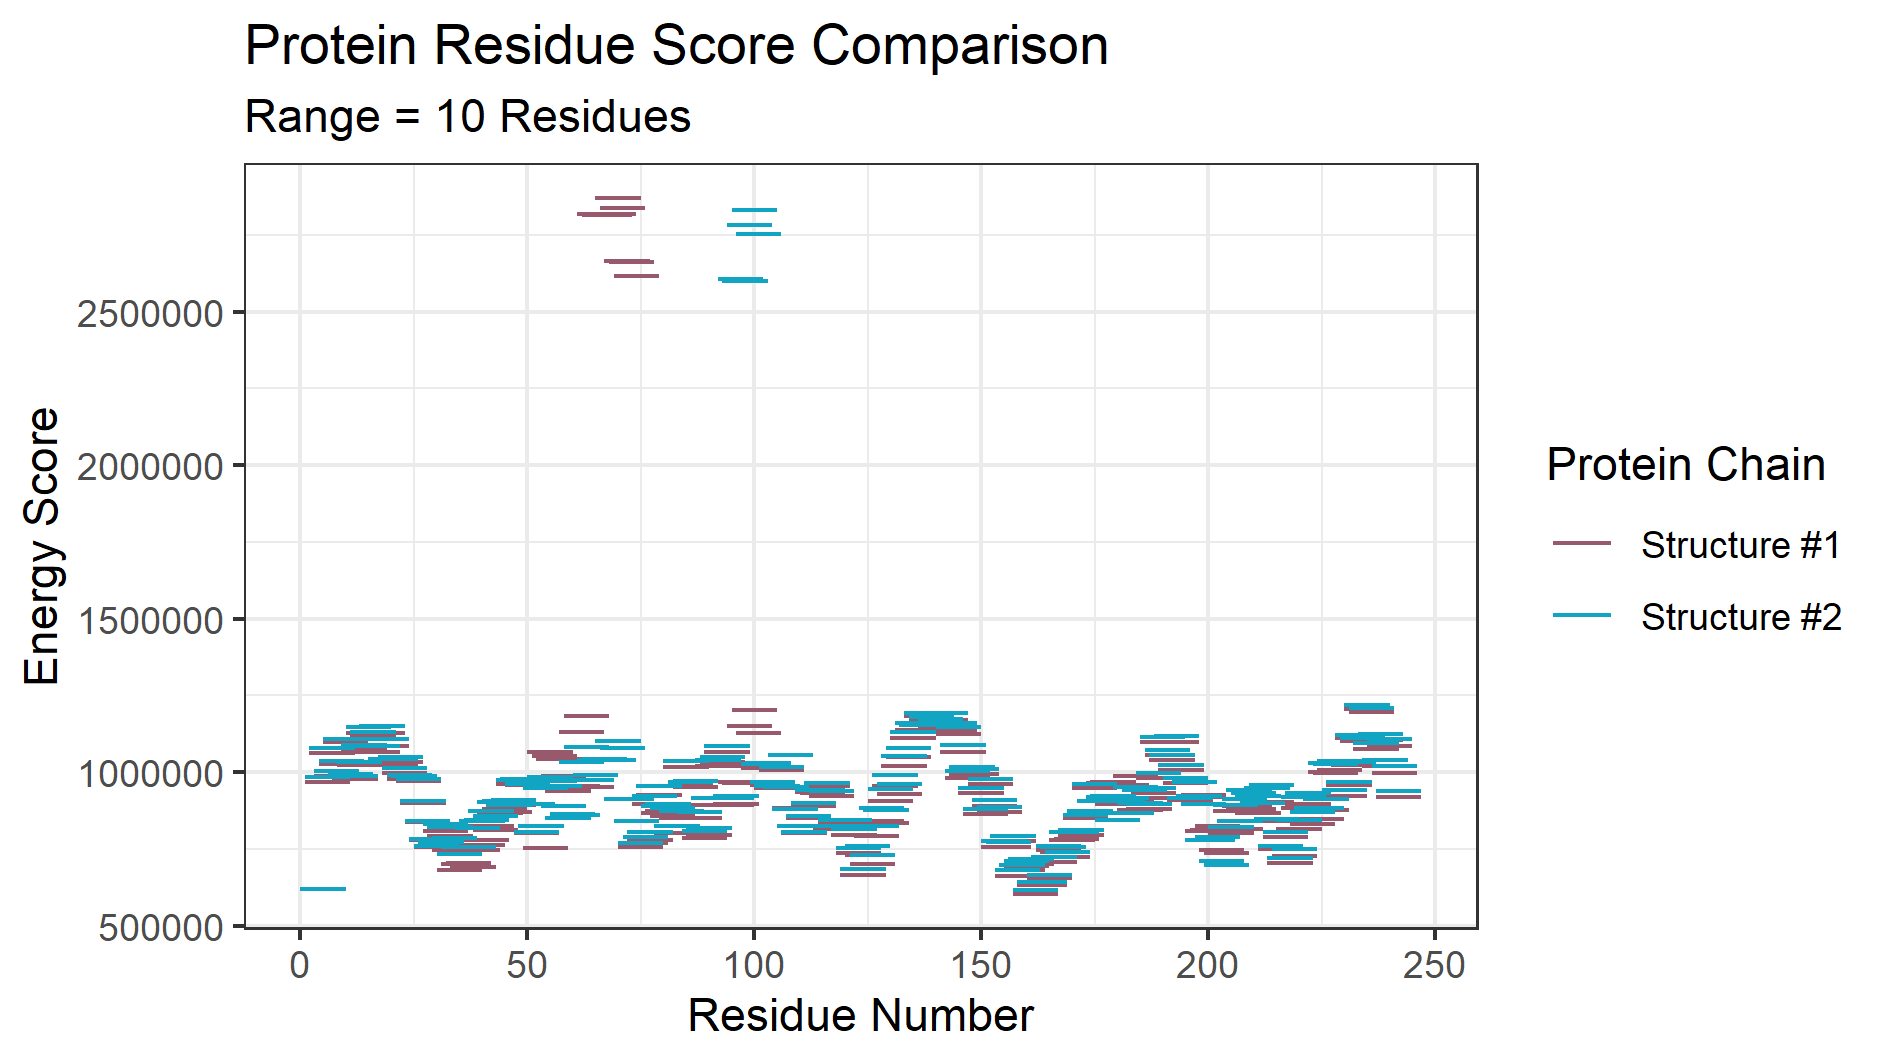 Protein Residue Score Comparison
Range = 10 Residues
Energy Score
2500000
2000000
1500000
1000000
500000
0 50 100 150 200 250
Residue Number
Protein Chain
Structure #1
Structure #2